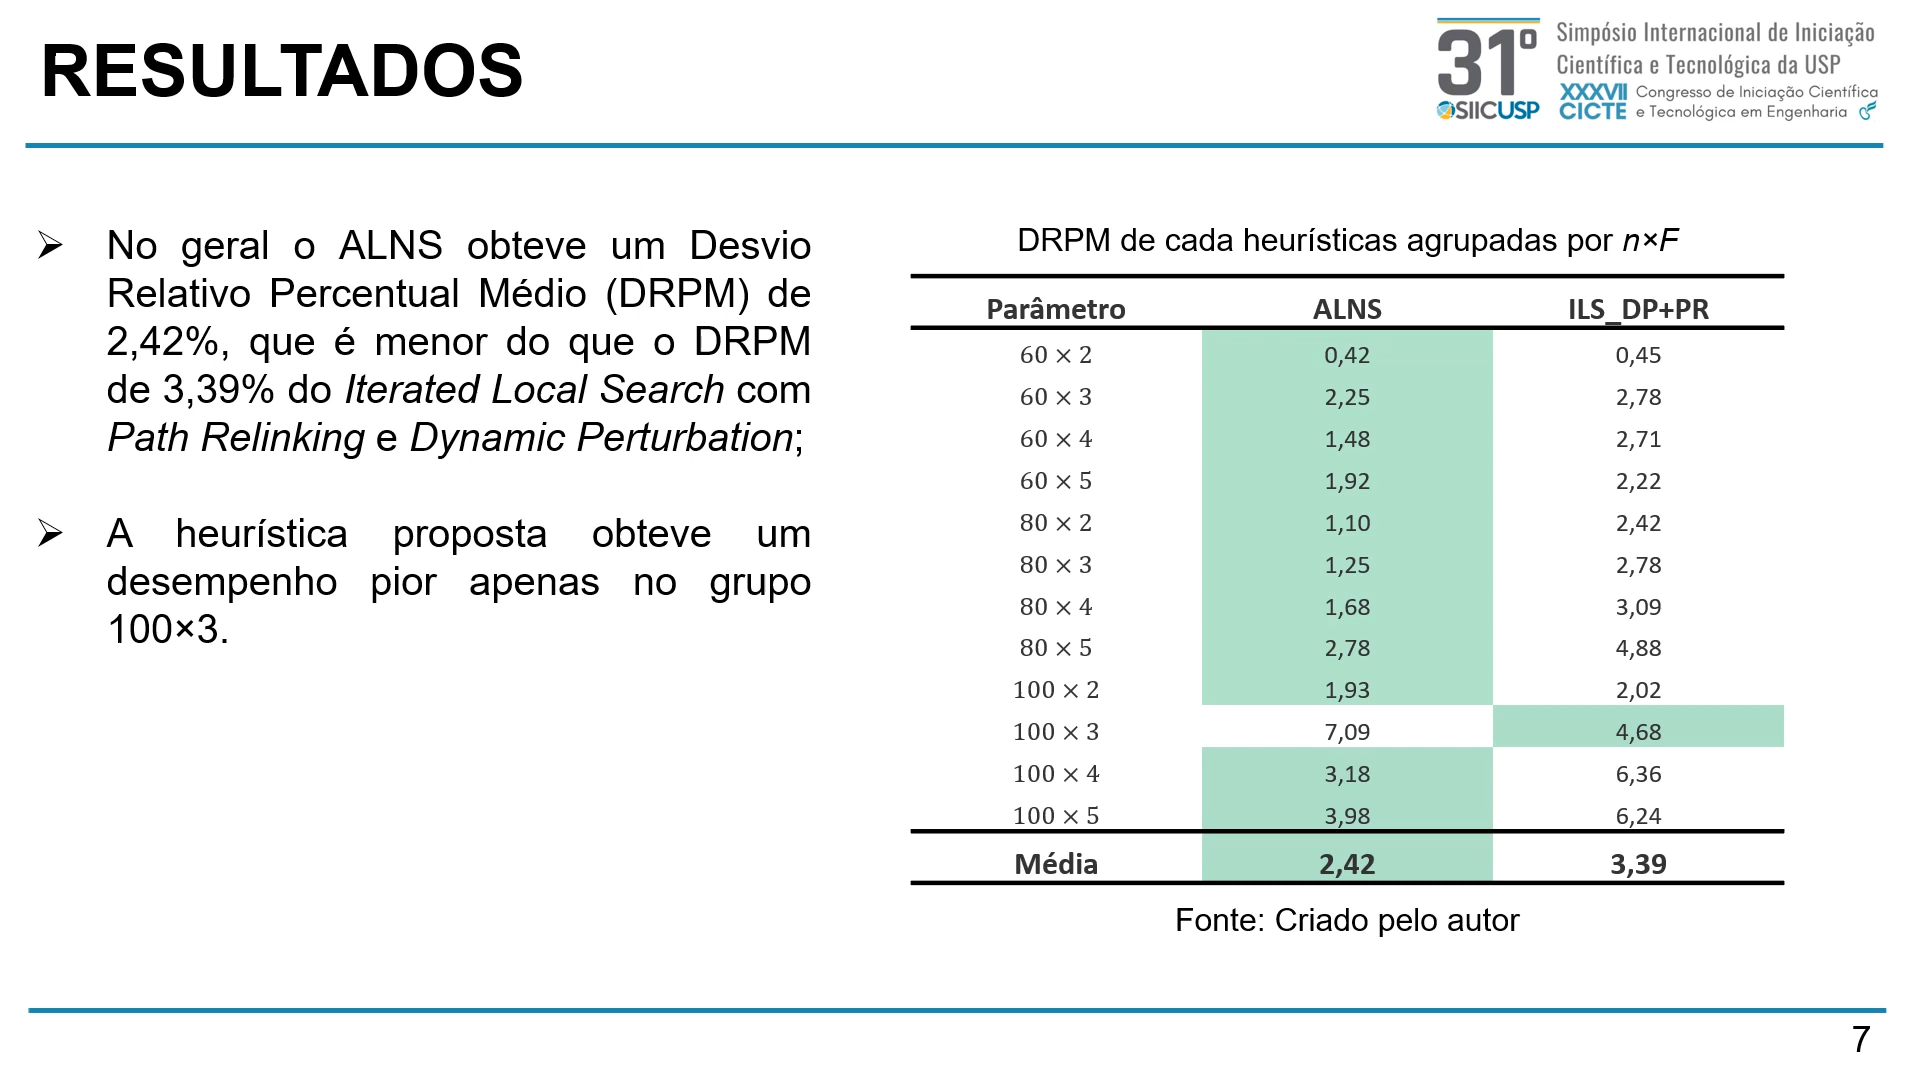 RESULTADOS
31º
SIICUSP
Simpósio Internacional de Iniciação
Científica e Tecnológica da USP
XXXVII
CICTE
Congresso de Iniciação Científica
e Tecnológica em Engenharia
➢ No geral o ALNS obteve um Desvio
Relativo Percentual Médio (DRPM) de
2,42%, que é menor do que o DRPM
de 3,39% do Iterated Local Search com
Path Relinking e Dynamic Perturbation;
➢ A heurística proposta obteve um
desempenho pior apenas no grupo
100×3.
DRPM de cada heurísticas agrupadas por n×F
Parâmetro ALNS ILS_DP+PR
60 × 2 0,42 0,45
60 × 3 2,25 2,78
60 × 4 1,48 2,71
60 × 5 1,92 2,22
80 × 2 1,10 2,42
80 × 3 1,25 2,78
80 × 4 1,68 3,09
80 × 5 2,78 4,88
100 × 2 1,93 2,02
100 × 3 7,09 4,68
100 × 4 3,18 6,36
100 × 5 3,98 6,24
Média 2,42 3,39
Fonte: Criado pelo autor
7